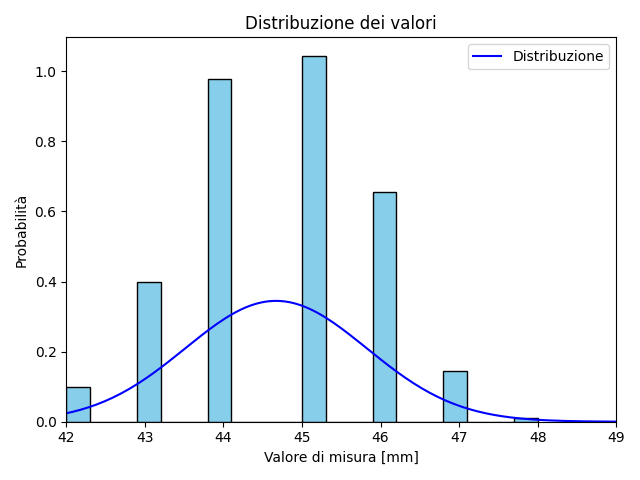 Distribuzione dei valori
Distribuzione
Probabilità
1.0
0.8
0.6
0.4
0.2
0.0
42 43 44 45 46 47 48 49
Valore di misura [mm]